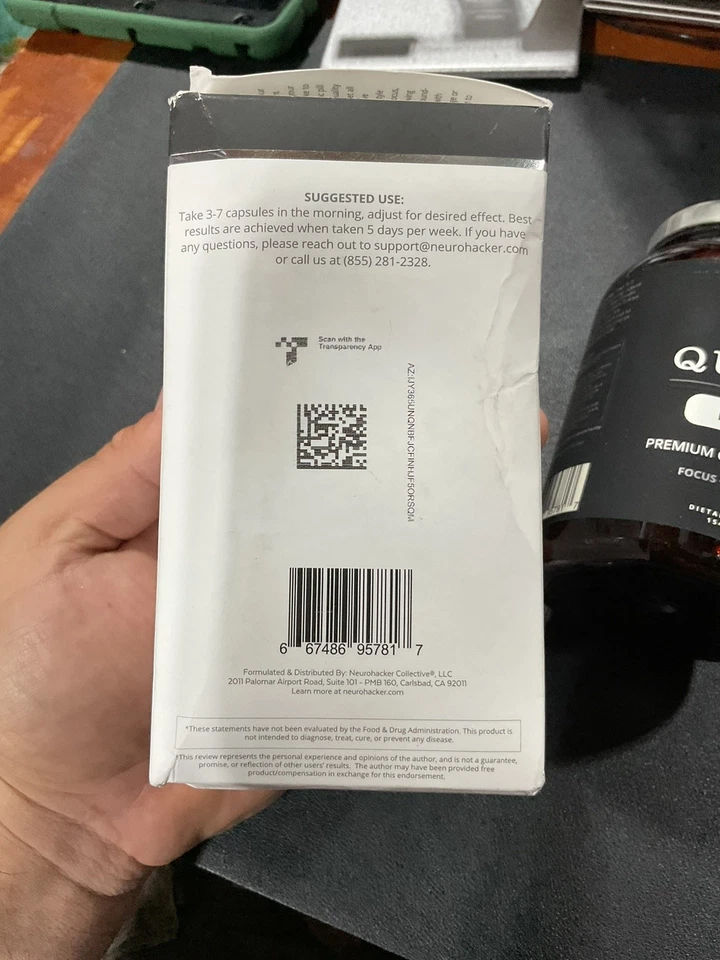 SUGGESTED USE:
Take 3-7 capsules in the morning, adjust for desired effect. Best
results are achieved when taken 5 days per week. If you have
any questions, please reach out to support@neurohacker.com
or call us at (855) 281-2328.
Scan with the
Transparency App
6 67486 95781 7
Formulated & Distributed By: Neurohacker Collective®, LLC
2011 Palomar Airport Road, Suite 101 - PMB 160, Carlsbad, CA 92011
Learn more at neurohacker.com
*These statements have not been evaluated by the Food & Drug Administration. This product is
not intended to diagnose, treat, cure, or prevent any disease.
†This review represents the personal experience and opinions of the author, and is not a guarantee,
promise, or reflection of other users' results. The author may have been provided free
product/compensation in exchange for this endorsement.
PREMIUM
FOCUS